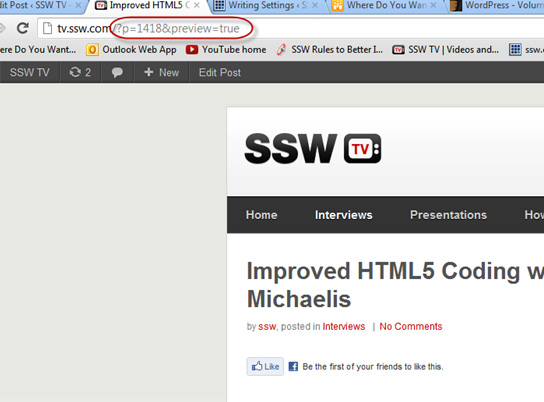 dit Post ‹ SSW TV -
Improved HTML5 C
Writing Settings ‹ S
Where Do You Want
WordPress - Volum
tv.ssw.com/?p=1418&preview=true
ere Do You Want...
Outlook Web App
YouTube home
SSW Rules to Better I...
SSW TV | Videos and...
ssw.c
SSW TV
2
+ New
Edit Post
SSW TV
Home
Interviews
Presentations
How
Improved HTML5 Coding w
Michaelis
by ssw, posted in Interviews | No Comments
Like
Be the first of your friends to like this.